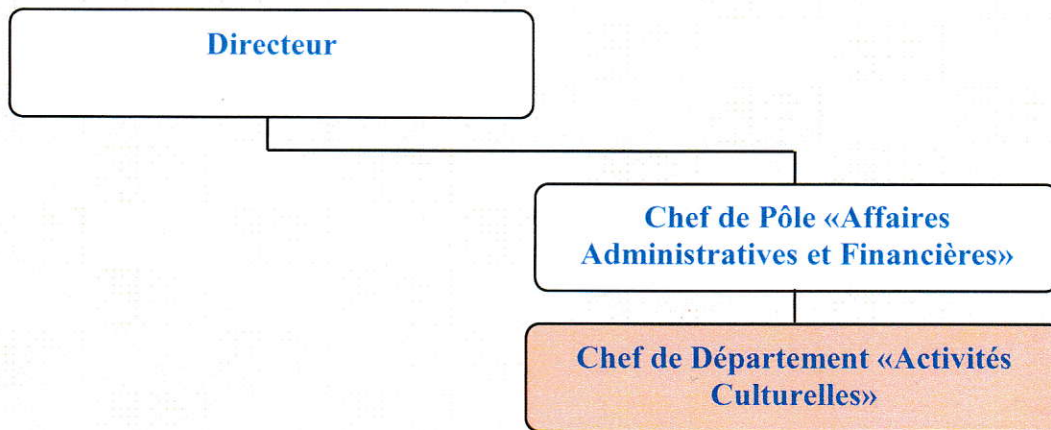 Directeur
Chef de Pôle «Affaires
Administratives et Financières»
Chef de Département «Activités
Culturelles»